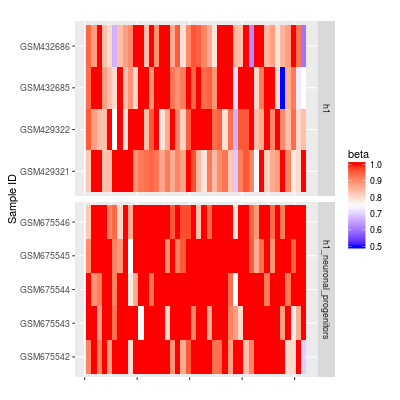 GSM432686
GSM432685
GSM429322
GSM429321
h1
GSM675546
GSM675545
GSM675544
GSM675543
GSM675542
h1_neuronal_progenitors
Sample ID
beta
1.0
0.9
0.8
0.7
0.6
0.5